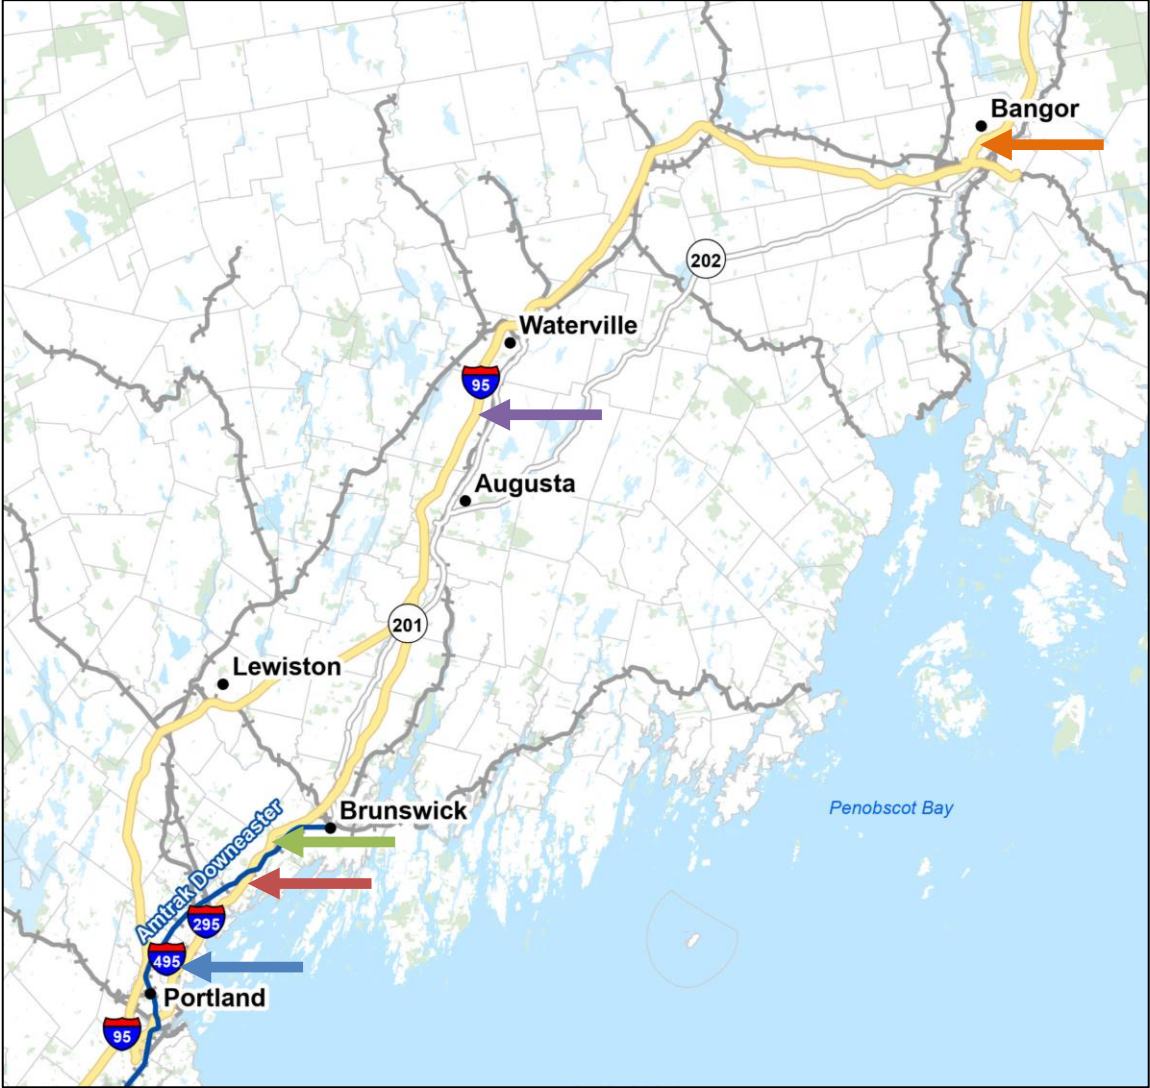 Bangor
202
Waterville
95
Augusta
201
Lewiston
Brunswick
Penobscot Bay
Amtrak Downeaster
295
495
Portland
95